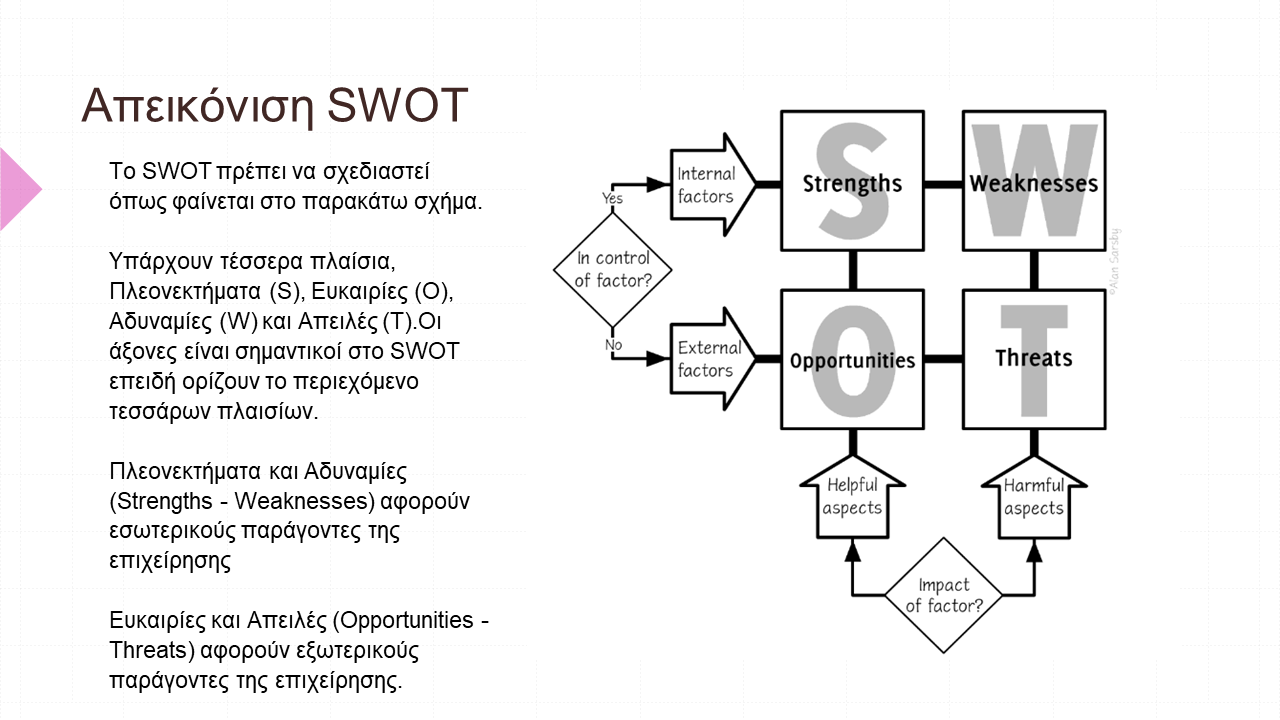 Απεικόνιση SWOT
Το SWOT πρέπει να σχεδιαστεί
όπως φαίνεται στο παρακάτω σχήμα.
Υπάρχουν τέσσερα πλαίσια,
Πλεονεκτήματα (S), Ευκαιρίες (O),
Αδυναμίες (W) και Απειλές (T).Οι
άξονες είναι σημαντικοί στο SWOT
επειδή ορίζουν το περιεχόμενο
τεσσάρων πλαισίων.
Πλεονεκτήματα και Αδυναμίες
(Strengths - Weaknesses) αφορούν
εσωτερικούς παράγοντες της
επιχείρησης
Ευκαιρίες και Απειλές (Opportunities -
Threats) αφορούν εξωτερικούς
παράγοντες της επιχείρησης.
In control
of factor?
Yes
No
Internal
factors
External
factors
S
Strengths
W
Weaknesses
O
Opportunities
T
Threats
Helpful
aspects
Harmful
aspects
Impact
of factor?
©Alan Sarsby